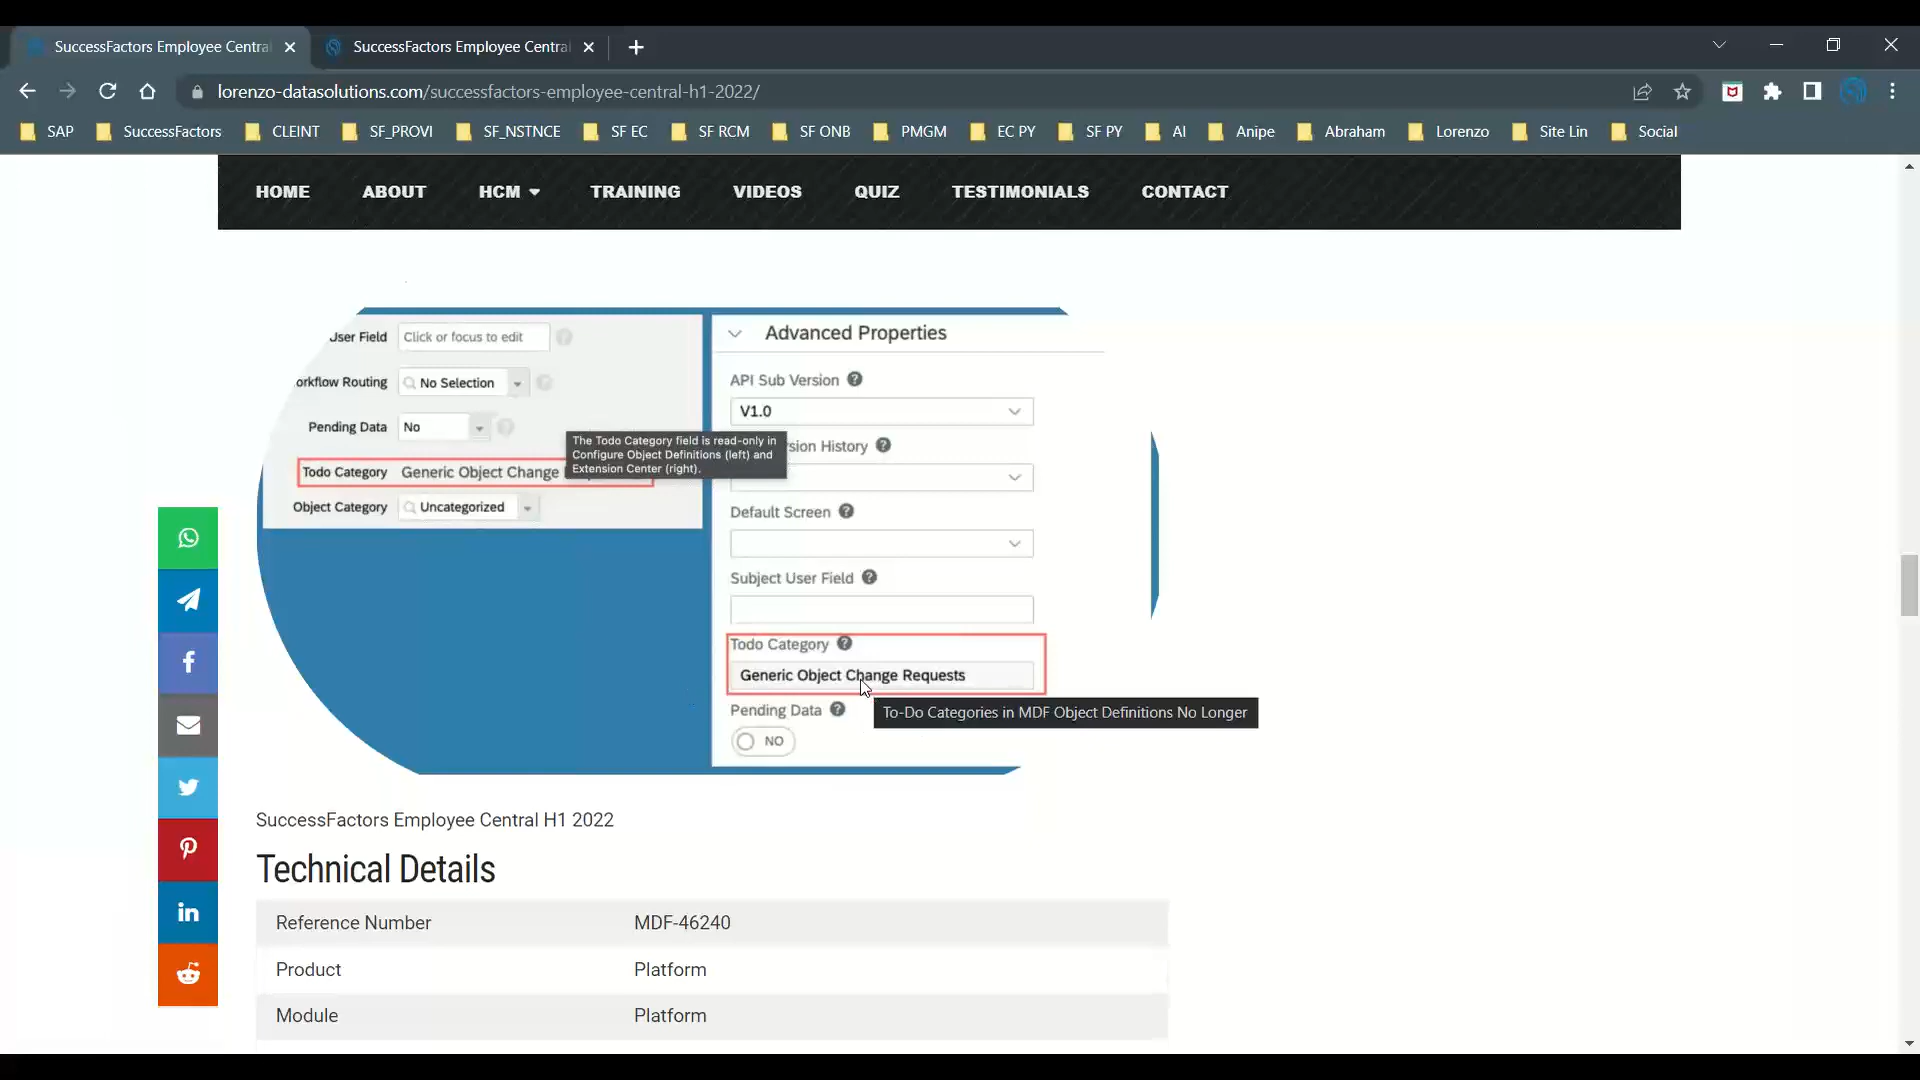 SuccessFactors Employee Centra
SuccessFactors Employee Centra
lorenzo-datasolutions.com/successfactors-employee-central-h1-2022/
SAP SuccessFactors CLEINT SF_PROVI SF_NSTNCE SF EC SF RCM SF ONB PMGM EC PY SF PY AI Anipe Abraham Lorenzo Site Lin Social
HOME ABOUT HCM TRAINING VIDEOS QUIZ TESTIMONIALS CONTACT
User Field Click or focus to edit
orkflow Routing No Selection
Pending Data No
Todo Category Generic Object Change
Object Category Uncategorized
The Todo Category field is read-only in
Configure Object Definitions (left) and
Extension Center (right).
Advanced Properties
API Sub Version
V1.0
sion History
Default Screen
Subject User Field
Todo Category
Generic Object Change Requests
Pending Data
NO
To-Do Categories in MDF Object Definitions No Longer
SuccessFactors Employee Central H1 2022
Technical Details
Reference Number MDF-46240
Product Platform
Module Platform